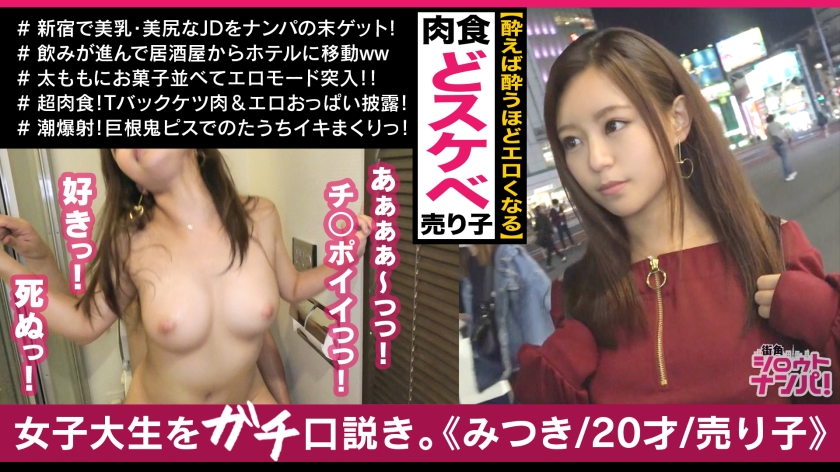 # 新宿で美乳・美尻なJDをナンパの末ゲット!
# 飲みが進んで居酒屋からホテルに移動ww
# 太ももにお菓子並べてエロモード突入!!
# 超肉食!Tバックケツ肉&エロおっぱい披露!
# 潮爆射!巨根鬼ピスでのたうちイキまくりっ!
【酔えば酔うほどエロくなる】
肉食
どスケベ
売り子
あぁぁぁ〜っっ!
チ〇ポイイっっ!
好きっ!
死ぬっ!
街角
シロウト
ナンパ!
女子大生をガチ口説き。《みつき/20才/売り子》